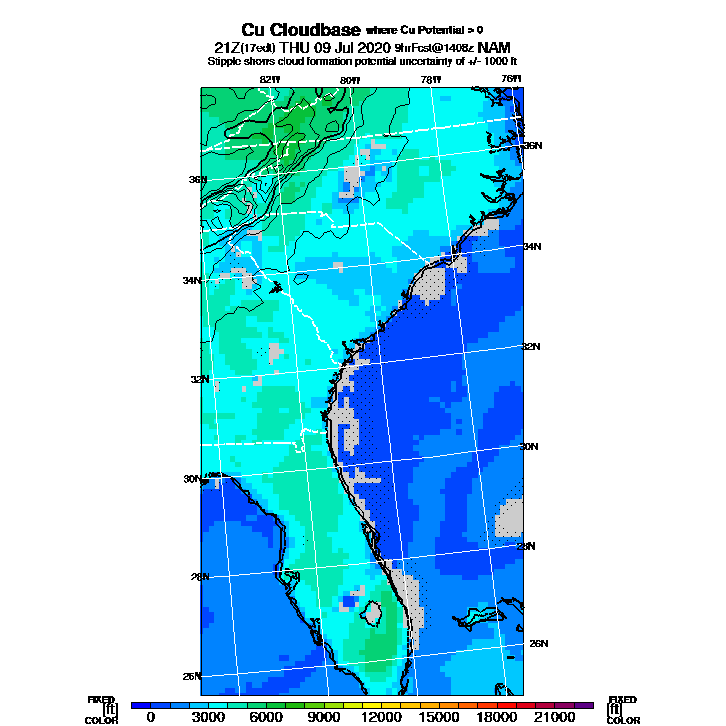 Cu Cloudbase where Cu Potential > 0
21Z(17edt) THU 09 Jul 2020 9hrFcst@1408z NAM
Stipple shows cloud formation potential uncertainty of +/- 1000 ft
82W 80W 78W 76W
36N
36N
34N
34N
32N
32N
30N
30N
28N
28N
26N
26N
FIXED FIXED
[ft] [ft]
COLOR COLOR
0 3000 6000 9000 12000 15000 18000 21000